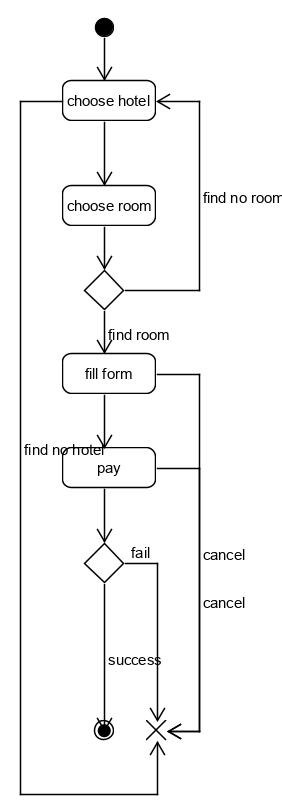 choose hotel
choose room
find no room
find room
fill form
find no hotel
pay
fail
cancel
cancel
success